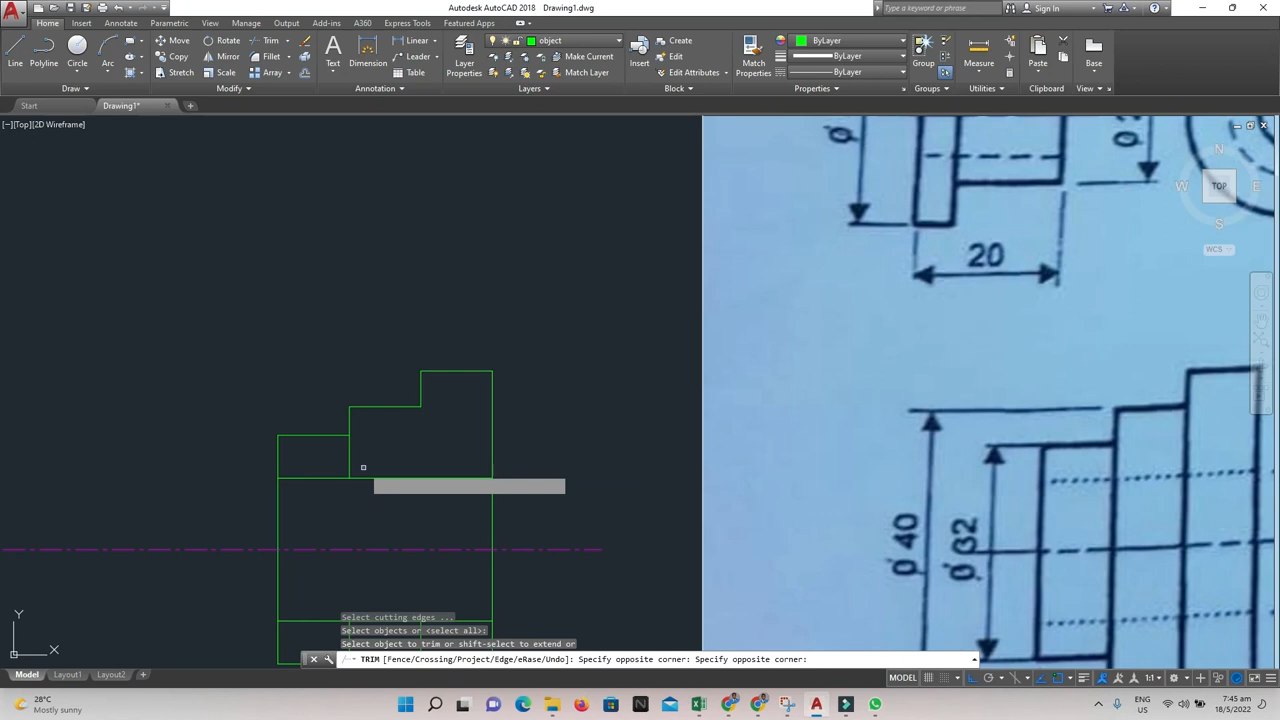 Autodesk AutoCAD 2018 Drawing1.dwg
Type a keyword or phrase
Sign In
Home Insert Annotate Parametric View Manage Output Add-ins A360 Express Tools Featured Apps
Line Polyline Circle Arc
Move Rotate Trim
Copy Mirror Fillet
Stretch Scale Array
Text Dimension
Linear
Leader
Table
Layer Properties
object
Make Current
Match Layer
Insert
Create
Edit
Edit Attributes
Match Properties
ByLayer
ByLayer
ByLayer
Group
Measure
Paste
Base
Draw Modify Annotation Layers Block Properties Groups Utilities Clipboard View
Start Drawing1*
[−][Top][2D Wireframe]
N
W TOP E
S
WCS
20
Ø 40
Ø 32
Y
X
Select cutting edges ...
Select objects or <select all>:
Select object to trim or shift-select to extend or
TRIM [Fence/Crossing/Project/Edge/eRase/Undo]: Specify opposite corner: Specify opposite corner:
Model Layout1 Layout2
MODEL 1:1
28°C
Mostly sunny
ENG
US
7:45 am
18/5/2022